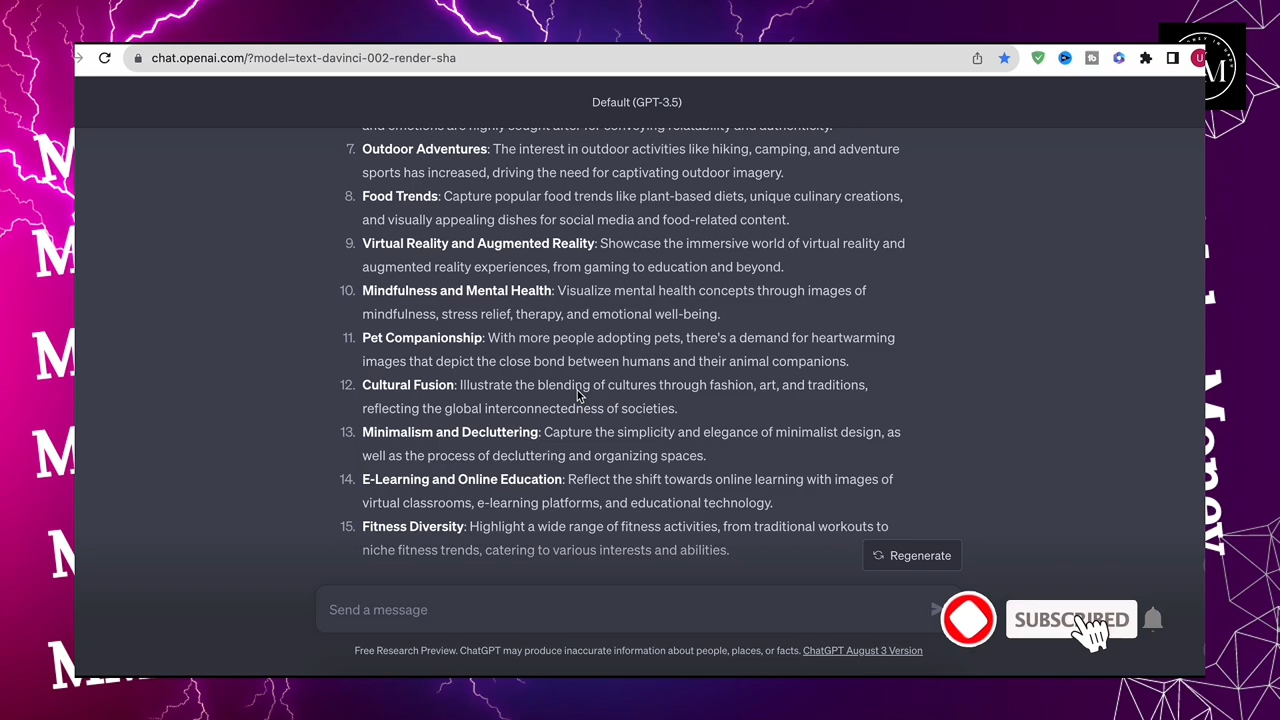 chat.openai.com/?model=text-davinci-002-render-sha
Default (GPT-3.5)
and emotions are highly sought after for conveying relatability and authenticity.
7. Outdoor Adventures: The interest in outdoor activities like hiking, camping, and adventure
sports has increased, driving the need for captivating outdoor imagery.
8. Food Trends: Capture popular food trends like plant-based diets, unique culinary creations,
and visually appealing dishes for social media and food-related content.
9. Virtual Reality and Augmented Reality: Showcase the immersive world of virtual reality and
augmented reality experiences, from gaming to education and beyond.
10. Mindfulness and Mental Health: Visualize mental health concepts through images of
mindfulness, stress relief, therapy, and emotional well-being.
11. Pet Companionship: With more people adopting pets, there's a demand for heartwarming
images that depict the close bond between humans and their animal companions.
12. Cultural Fusion: Illustrate the blending of cultures through fashion, art, and traditions,
reflecting the global interconnectedness of societies.
13. Minimalism and Decluttering: Capture the simplicity and elegance of minimalist design, as
well as the process of decluttering and organizing spaces.
14. E-Learning and Online Education: Reflect the shift towards online learning with images of
virtual classrooms, e-learning platforms, and educational technology.
15. Fitness Diversity: Highlight a wide range of fitness activities, from traditional workouts to
niche fitness trends, catering to various interests and abilities.
Regenerate
Send a message
SUBSCRIBED
Free Research Preview. ChatGPT may produce inaccurate information about people, places, or facts. ChatGPT August 3 Version
Money